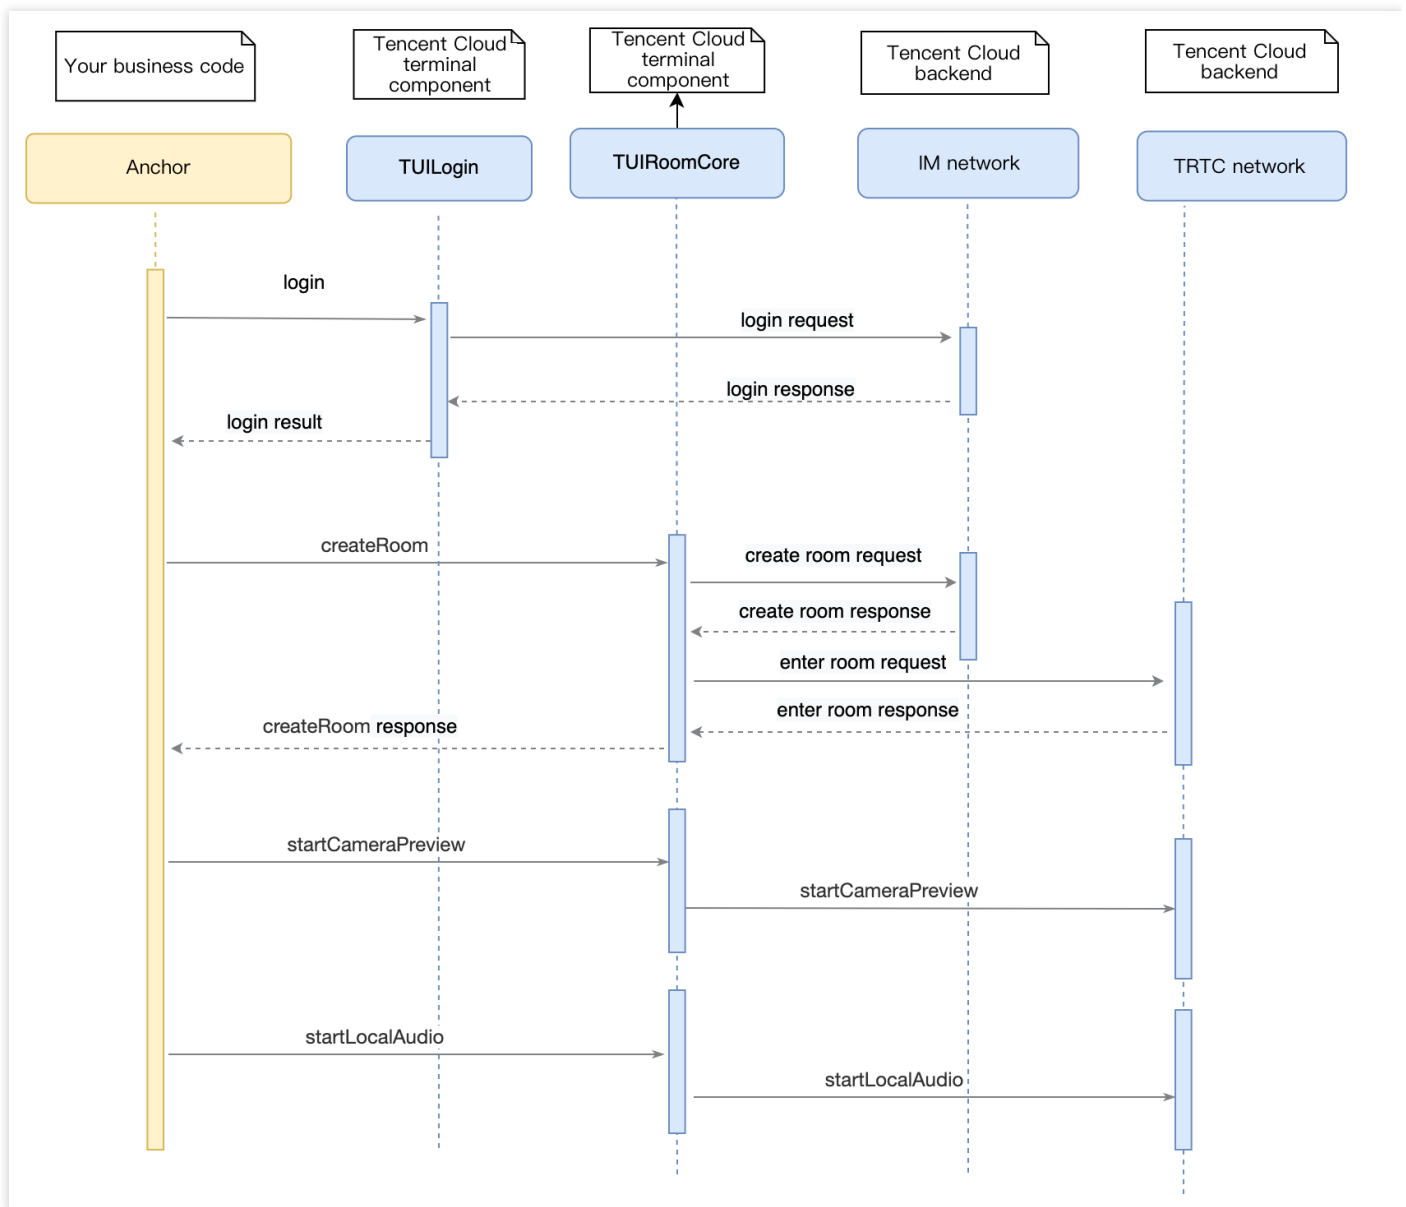 Your business code
Tencent Cloud
terminal
component
Tencent Cloud
terminal
component
Tencent Cloud
backend
Tencent Cloud
backend
Anchor
TUILogin
TUIRoomCore
IM network
TRTC network
login
login request
login response
login result
createRoom
create room request
create room response
enter room request
enter room response
createRoom response
startCameraPreview
startCameraPreview
startLocalAudio
startLocalAudio